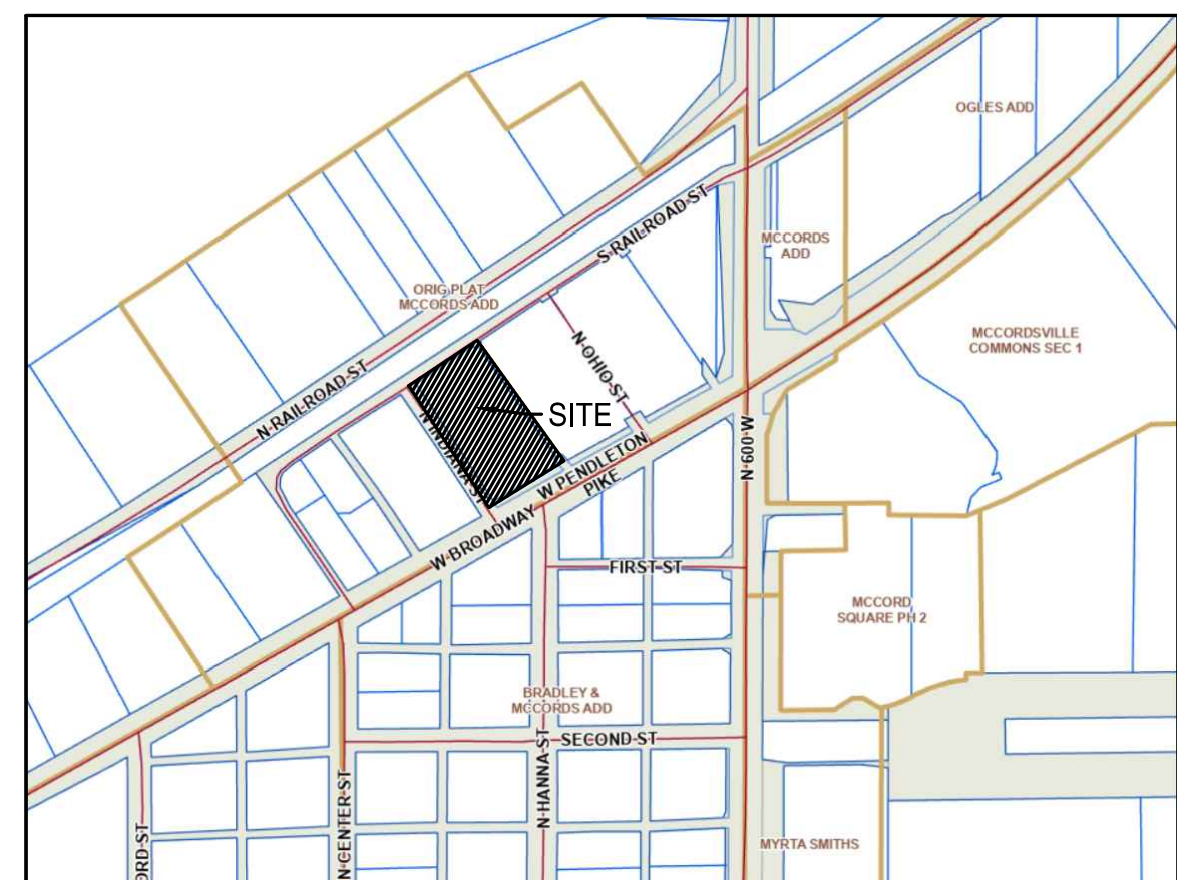 OGLES ADD
S RAILROAD ST
MCCORDS
ADD
ORIG PLAT
MCCORDS ADD
MCCORDSVILLE
COMMONS SEC 1
N OHIO ST
N RAILROAD ST
SITE
N INDIANA ST
W PENDLETON
PIKE
N 600 W
W BROADWAY
FIRST ST
MCCORD
SQUARE PH 2
BRADLEY &
MCCORDS ADD
SECOND ST
N HANNA ST
N CENTER ST
ORD ST
MYRTA SMITHS